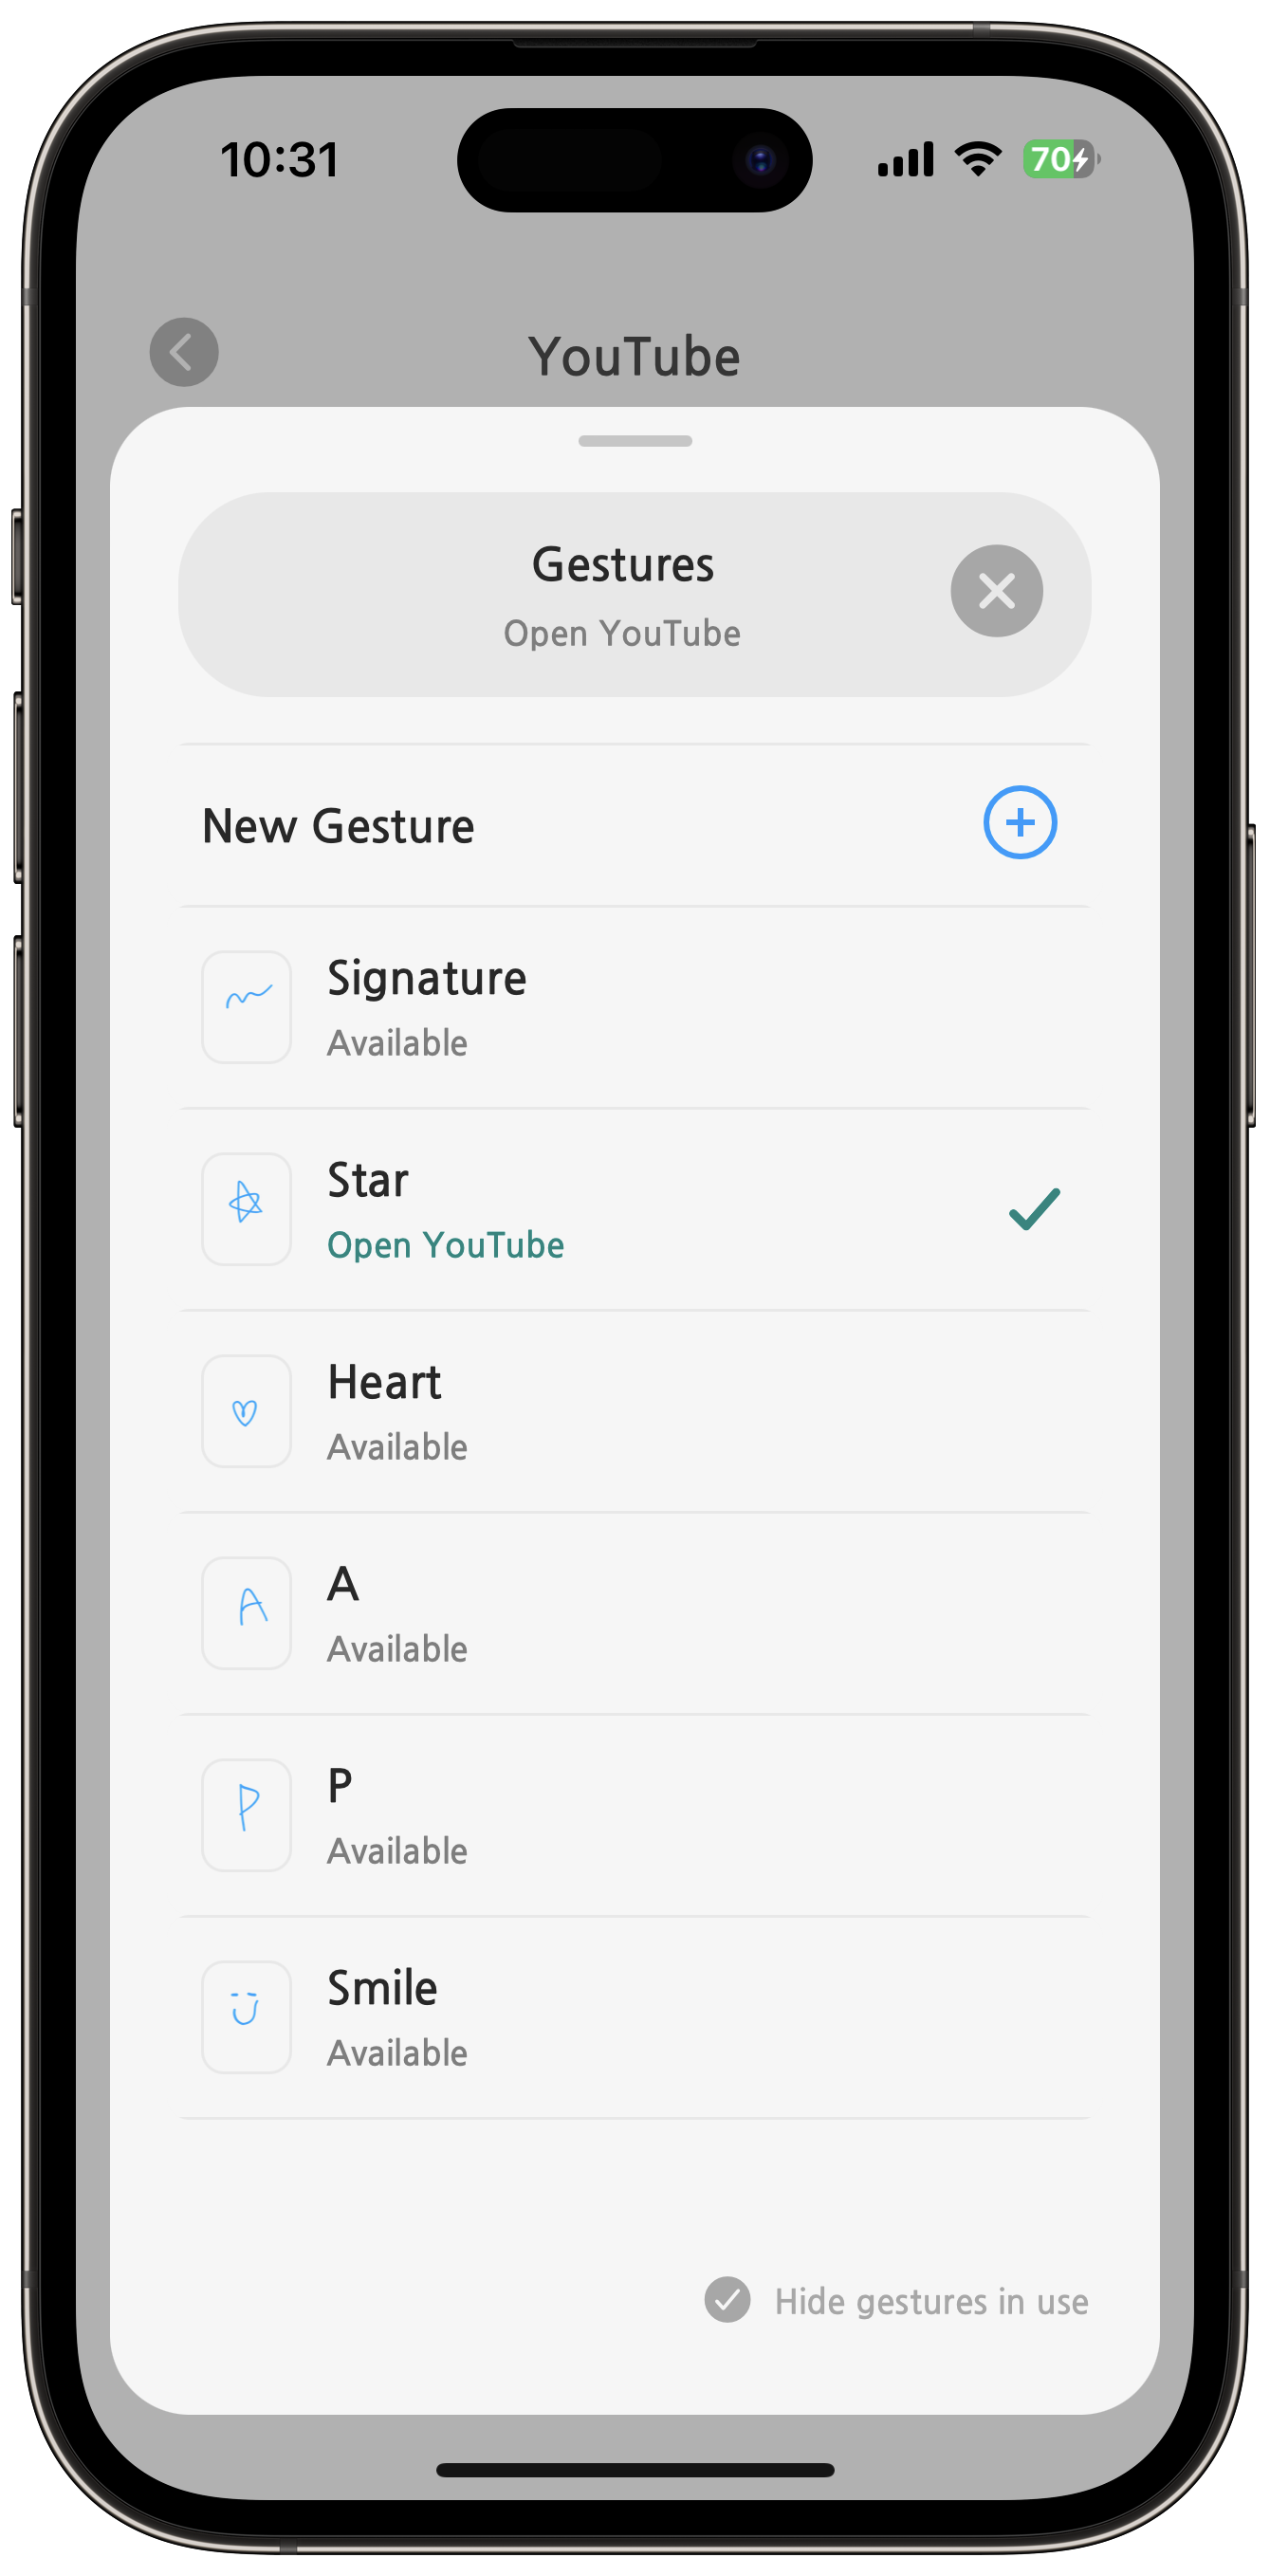 10:31
70
YouTube
Gestures
Open YouTube
New Gesture
Signature
Available
Star
Open YouTube
Heart
Available
A
A
Available
P
P
Available
Smile
Available
Hide gestures in use